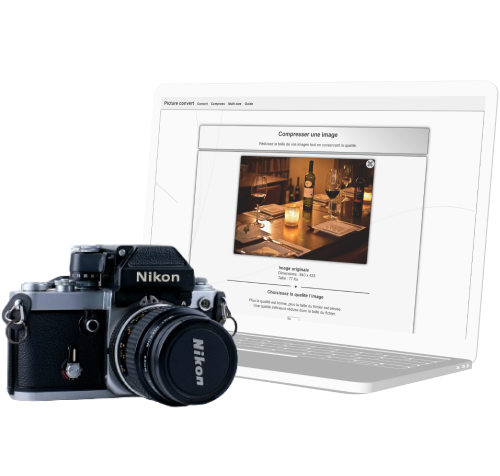 Picture convert Convert Compress Multi-size Guide
Compresser une image
Réduisez la taille de vos images tout en conservant la qualité.
Image originale
Dimensions : 640 x 433
Taille : 77 Ko
Choisissez la qualité l'image
Plus la qualité est bonne, plus la taille du fichier est élevée.
Une qualité inférieure réduira donc la taille du fichier.
Nikon
Nikon